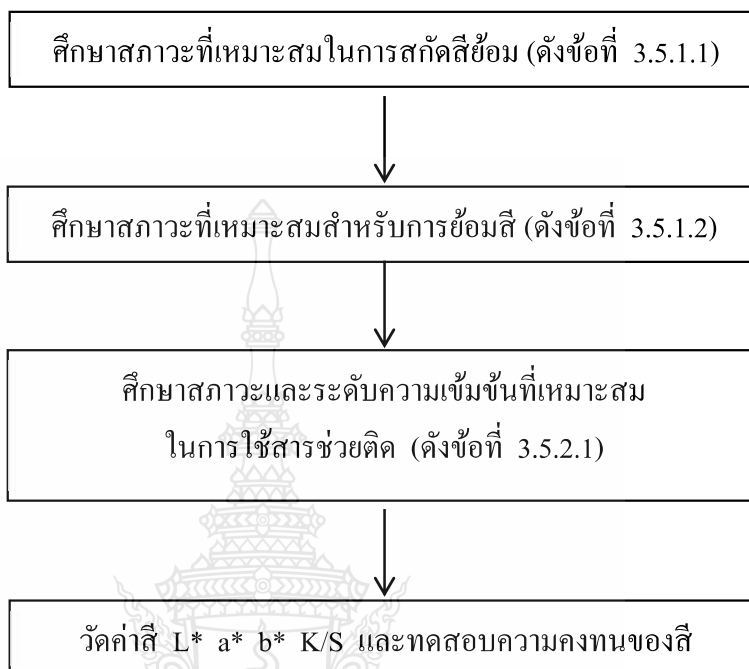 ศึกษาสภาวะที่เหมาะสมในการสกัดสีย้อม (ดังข้อที่ 3.5.1.1)
ศึกษาสภาวะที่เหมาะสมสำหรับการย้อมสี (ดังข้อที่ 3.5.1.2)
ศึกษาสภาวะและระดับความเข้มข้นที่เหมาะสม
ในการใช้สารช่วยติด (ดังข้อที่ 3.5.2.1)
วัดค่าสี L* a* b* K/S และทดสอบความคงทนของสี